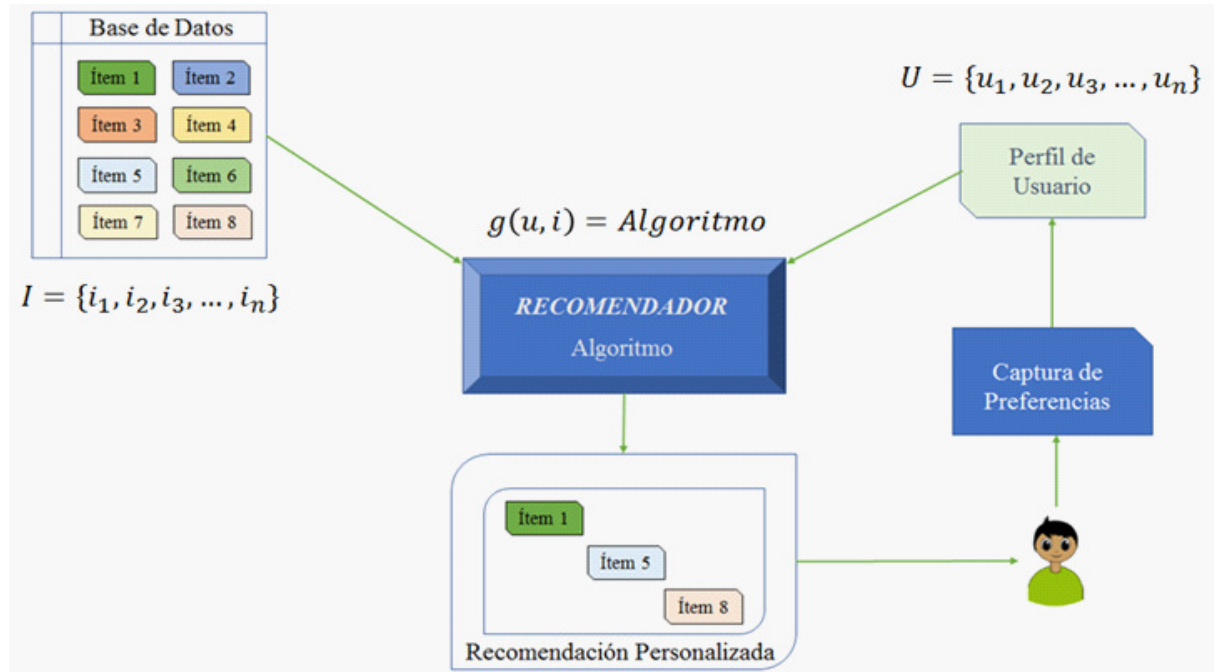 Base de Datos
Ítem 1
Ítem 2
Ítem 3
Ítem 4
Ítem 5
Ítem 6
Ítem 7
Ítem 8
I = {i₁, i₂, i₃, ..., iₙ}
g(u, i) = Algoritmo
RECOMENDADOR
Algoritmo
U = {u₁, u₂, u₃, ..., uₙ}
Perfil de
Usuario
Captura de
Preferencias
Ítem 1
Ítem 5
Ítem 8
Recomendación Personalizada